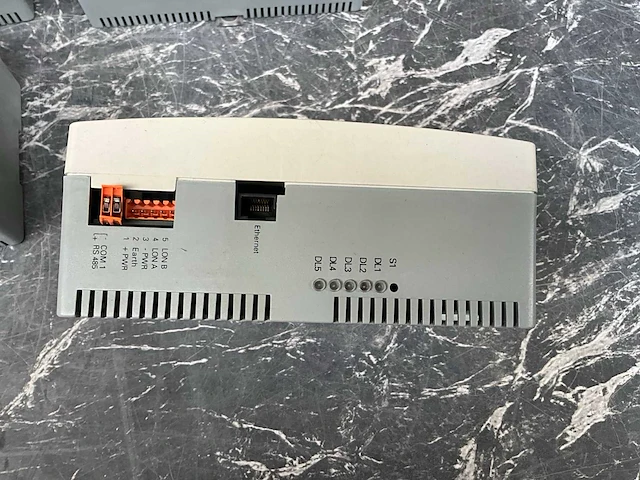 5 LON B
4 LON A
3 - PWR
2 Earth
1 + PWR
COM 1
[+ RS 485
Ethernet
S1
DL1
DL2
DL3
DL4
DL5